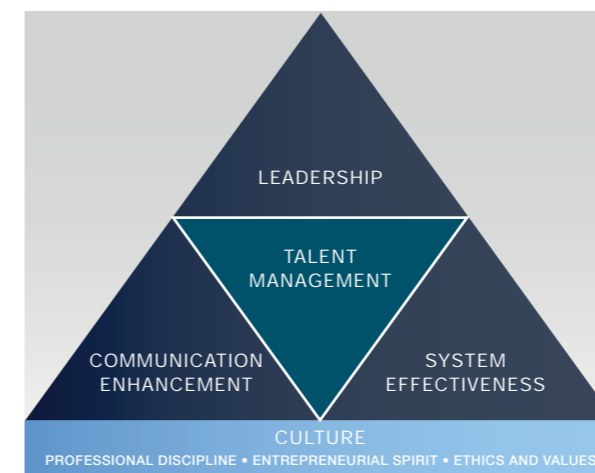 LEADERSHIP
TALENT
MANAGEMENT
COMMUNICATION
ENHANCEMENT
SYSTEM
EFFECTIVENESS
CULTURE
PROFESSIONAL DISCIPLINE • ENTREPRENEURIAL SPIRIT • ETHICS AND VALUES